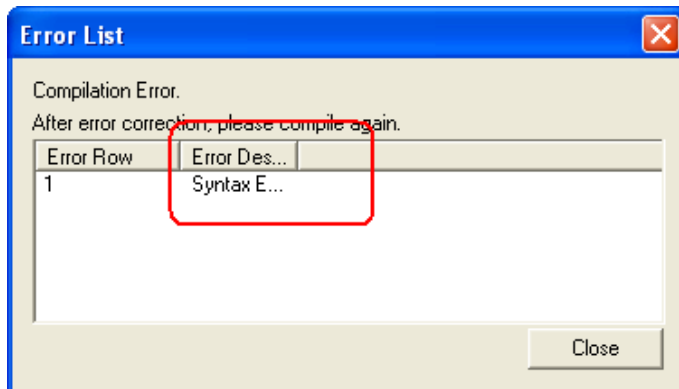 Error List
Compilation Error.
After error correction, please compile again.
Error Row Error Des...
1 Syntax E...
Close